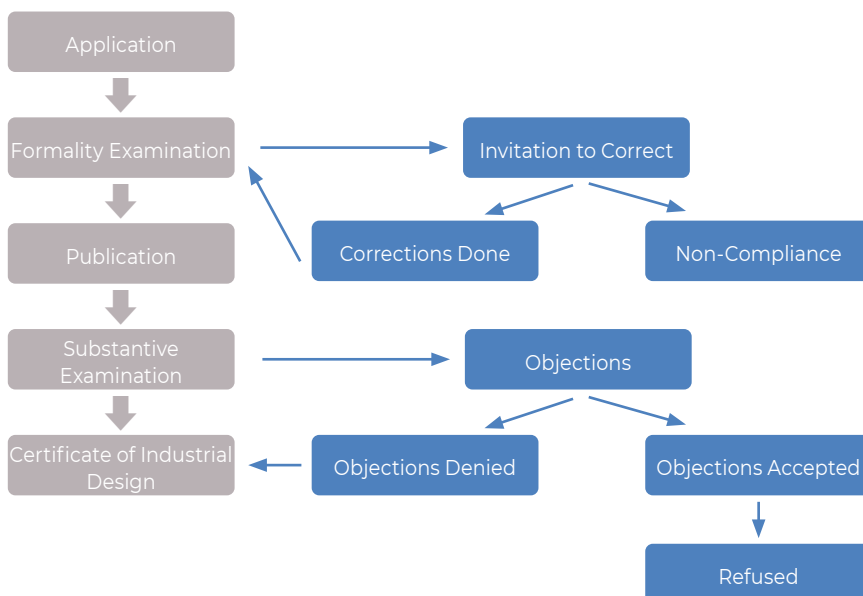 Application
Formality Examination
Invitation to Correct
Publication
Corrections Done
Non-Compliance
Substantive
Examination
Objections
Certificate of Industrial
Design
Objections Denied
Objections Accepted
Refused